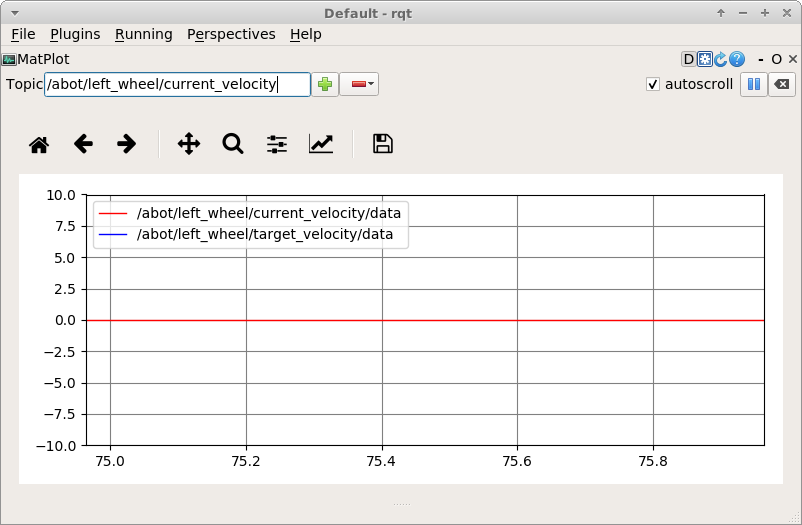 Default - rqt
File Plugins Running Perspectives Help
MatPlot D - O ×
Topic /abot/left_wheel/current_velocity autoscroll
10.0
/abot/left_wheel/current_velocity/data
7.5
/abot/left_wheel/target_velocity/data
5.0
2.5
0.0
−2.5
−5.0
−7.5
−10.0
75.0 75.2 75.4 75.6 75.8